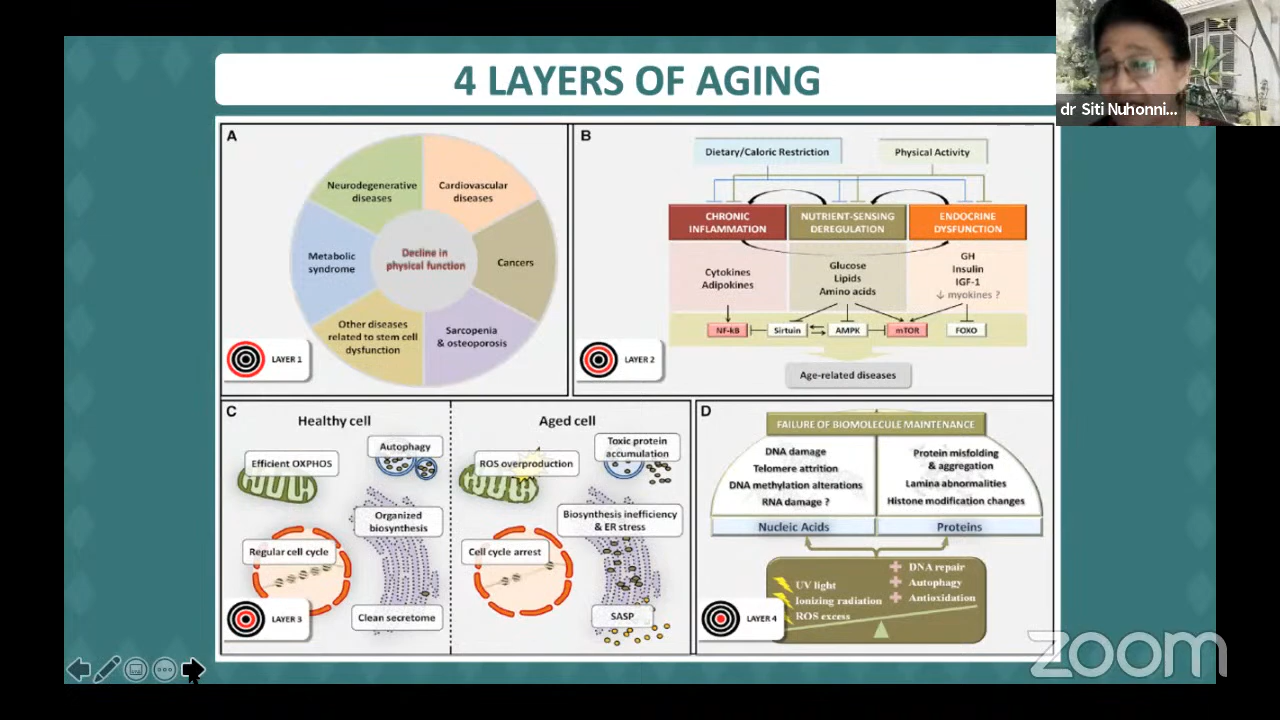 4 LAYERS OF AGING
dr Siti Nuhonni...
A
Neurodegenerative
diseases
Cardiovascular
diseases
Metabolic
syndrome
Decline in
physical function
Cancers
Other diseases
related to stem cell
dysfunction
Sarcopenia
& osteoporosis
LAYER 1
B
Dietary/Caloric Restriction
Physical Activity
CHRONIC
INFLAMMATION
NUTRIENT-SENSING
DEREGULATION
ENDOCRINE
DYSFUNCTION
Cytokines
Adipokines
Glucose
Lipids
Amino acids
GH
Insulin
IGF-1
↓ myokines ?
NF-kB
Sirtuin
AMPK
mTOR
FOXO
LAYER 2
Age-related diseases
C
Healthy cell
Autophagy
Efficient OXPHOS
Organized
biosynthesis
Regular cell cycle
Clean secretome
LAYER 3
Aged cell
Toxic protein
accumulation
ROS overproduction
Biosynthesis inefficiency
& ER stress
Cell cycle arrest
SASP
D
FAILURE OF BIOMOLECULE MAINTENANCE
DNA damage
Telomere attrition
DNA methylation alterations
RNA damage ?
Protein misfolding
& aggregation
Lamina abnormalities
Histone modification changes
Nucleic Acids
Proteins
UV light
Ionizing radiation
ROS excess
DNA repair
Autophagy
Antioxidation
LAYER 4
zoom